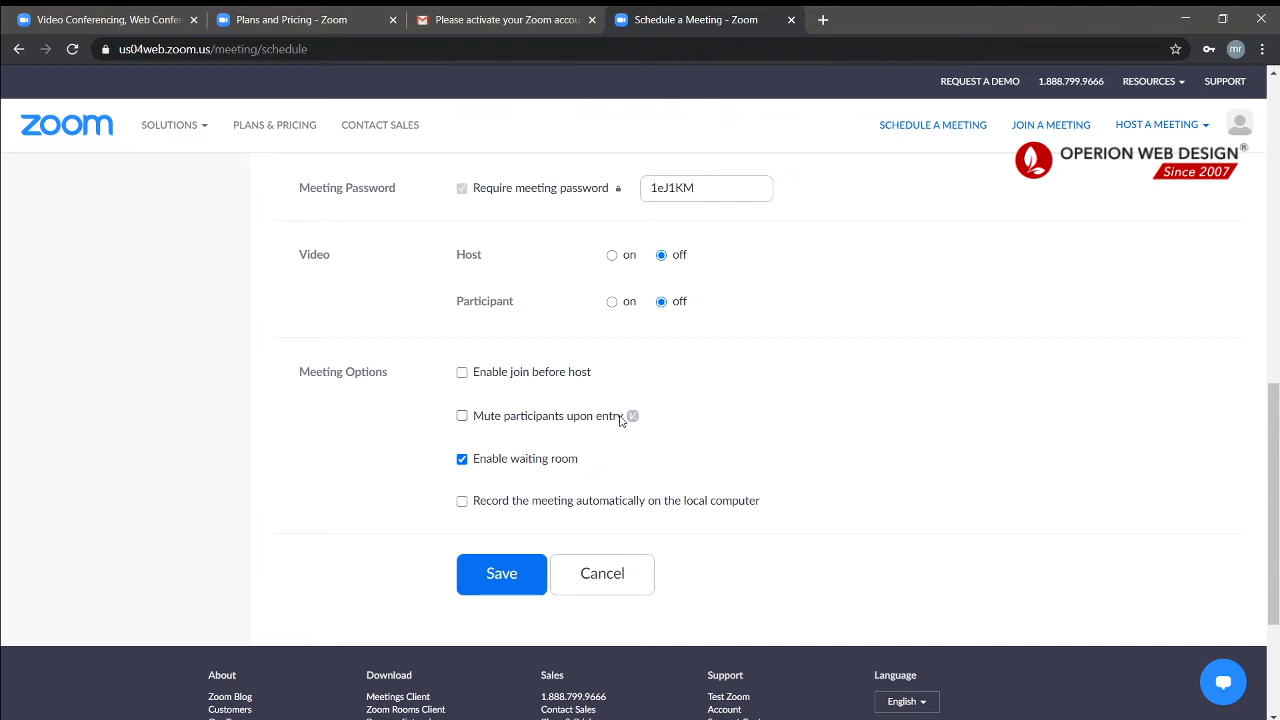 Video Conferencing, Web Confer
Plans and Pricing - Zoom
Please activate your Zoom accou
Schedule a Meeting - Zoom
us04web.zoom.us/meeting/schedule
mr
REQUEST A DEMO
1.888.799.9666
RESOURCES
SUPPORT
zoom
SOLUTIONS
PLANS & PRICING
CONTACT SALES
SCHEDULE A MEETING
JOIN A MEETING
HOST A MEETING
OPERION WEB DESIGN®
Since 2007
Meeting Password
Require meeting password
1eJ1KM
Video
Host
on
off
Participant
on
off
Meeting Options
Enable join before host
Mute participants upon entry
Enable waiting room
Record the meeting automatically on the local computer
Save
Cancel
About
Download
Sales
Support
Language
Zoom Blog
Meetings Client
1.888.799.9666
Test Zoom
English
Customers
Zoom Rooms Client
Contact Sales
Account